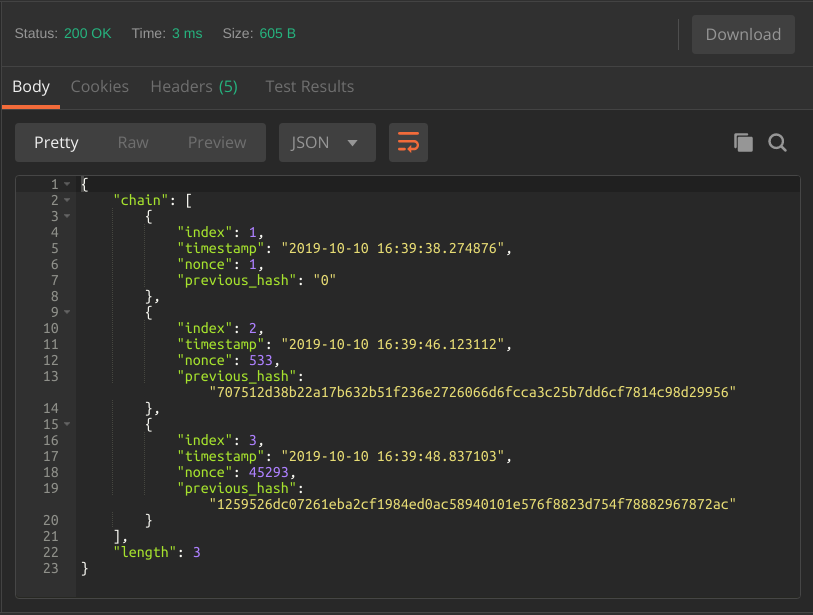 Status: 200 OK Time: 3 ms Size: 605 B Download
Body Cookies Headers (5) Test Results
Pretty Raw Preview JSON
1 {
2 "chain": [
3 {
4 "index": 1,
5 "timestamp": "2019-10-10 16:39:38.274876",
6 "nonce": 1,
7 "previous_hash": "0"
8 },
9 {
10 "index": 2,
11 "timestamp": "2019-10-10 16:39:46.123112",
12 "nonce": 533,
13 "previous_hash":
"707512d38b22a17b632b51f236e2726066d6fcca3c25b7dd6cf7814c98d29956"
14 },
15 {
16 "index": 3,
17 "timestamp": "2019-10-10 16:39:48.837103",
18 "nonce": 45293,
19 "previous_hash":
"1259526dc07261eba2cf1984ed0ac58940101e576f8823d754f78882967872ac"
20 }
21 ],
22 "length": 3
23 }